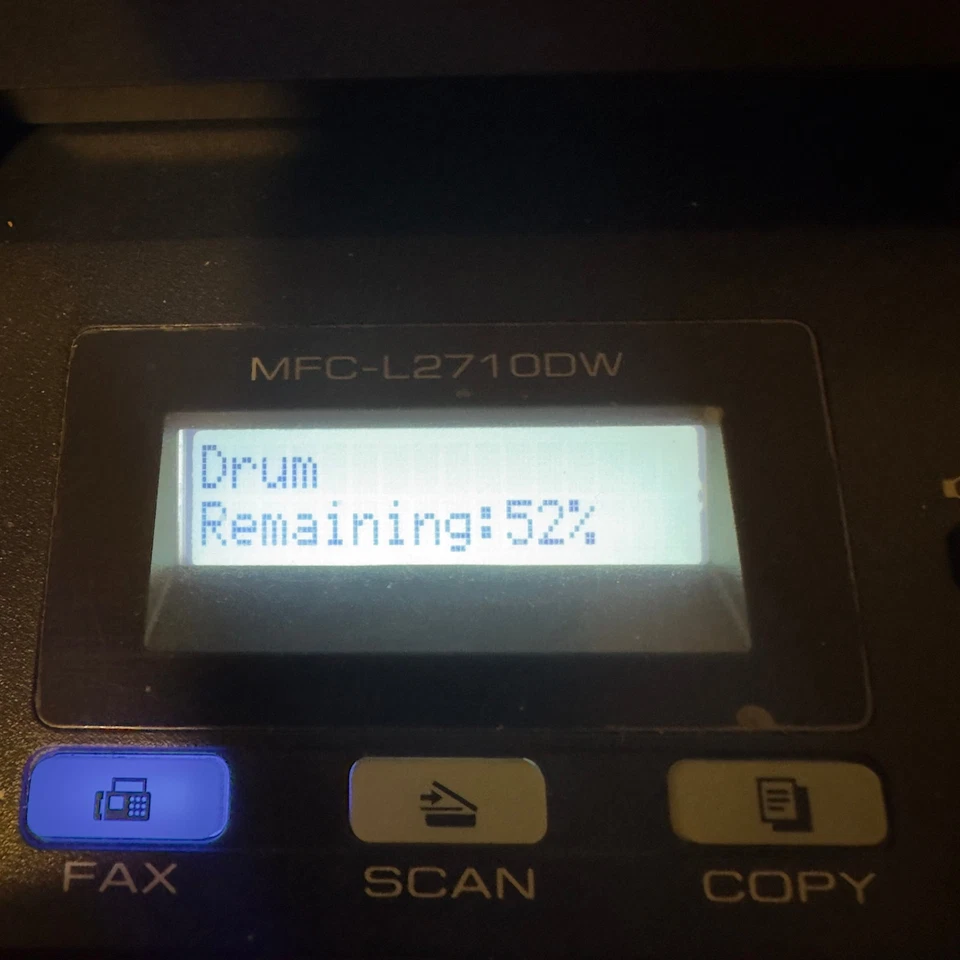 MFC-L2710DW
Drum
Remaining:52%
FAX SCAN COPY